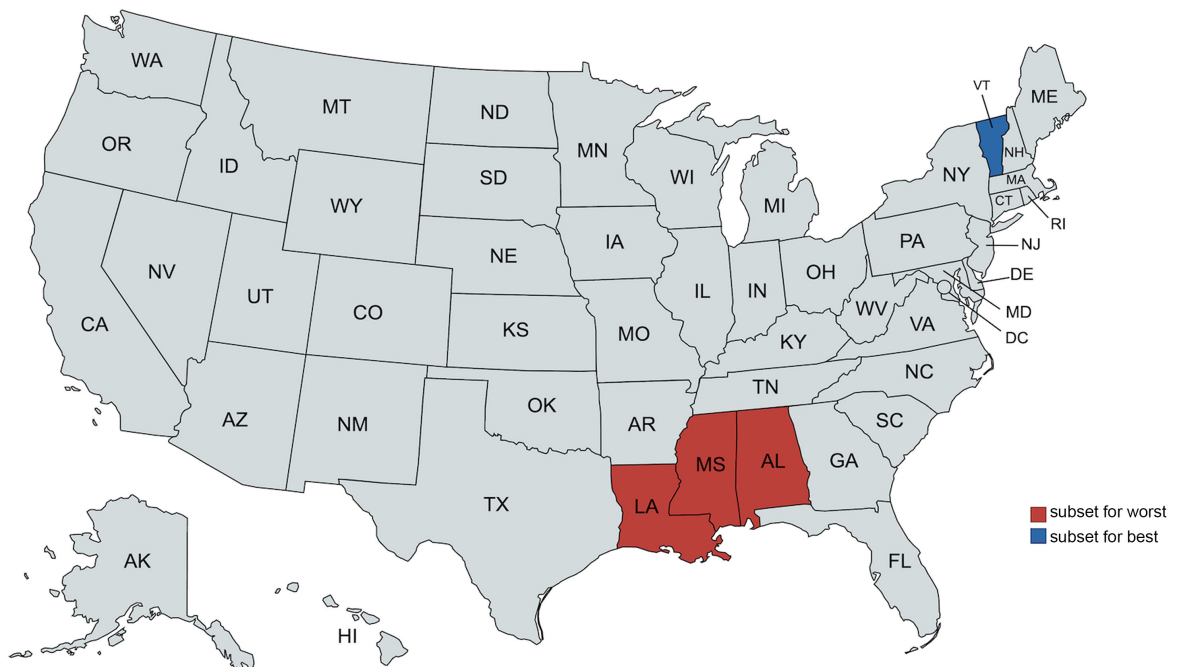 WA
MT
ND
MN
ME
VT
OR
ID
SD
WI
NH
NY
MA
WY
MI
CT
RI
IA
PA
NJ
NE
NV
OH
DE
UT
IL
IN
CO
WV
MD
CA
KS
MO
VA
DC
KY
NC
TN
OK
AZ
NM
AR
SC
MS
AL
GA
TX
LA
subset for worst
subset for best
AK
FL
HI